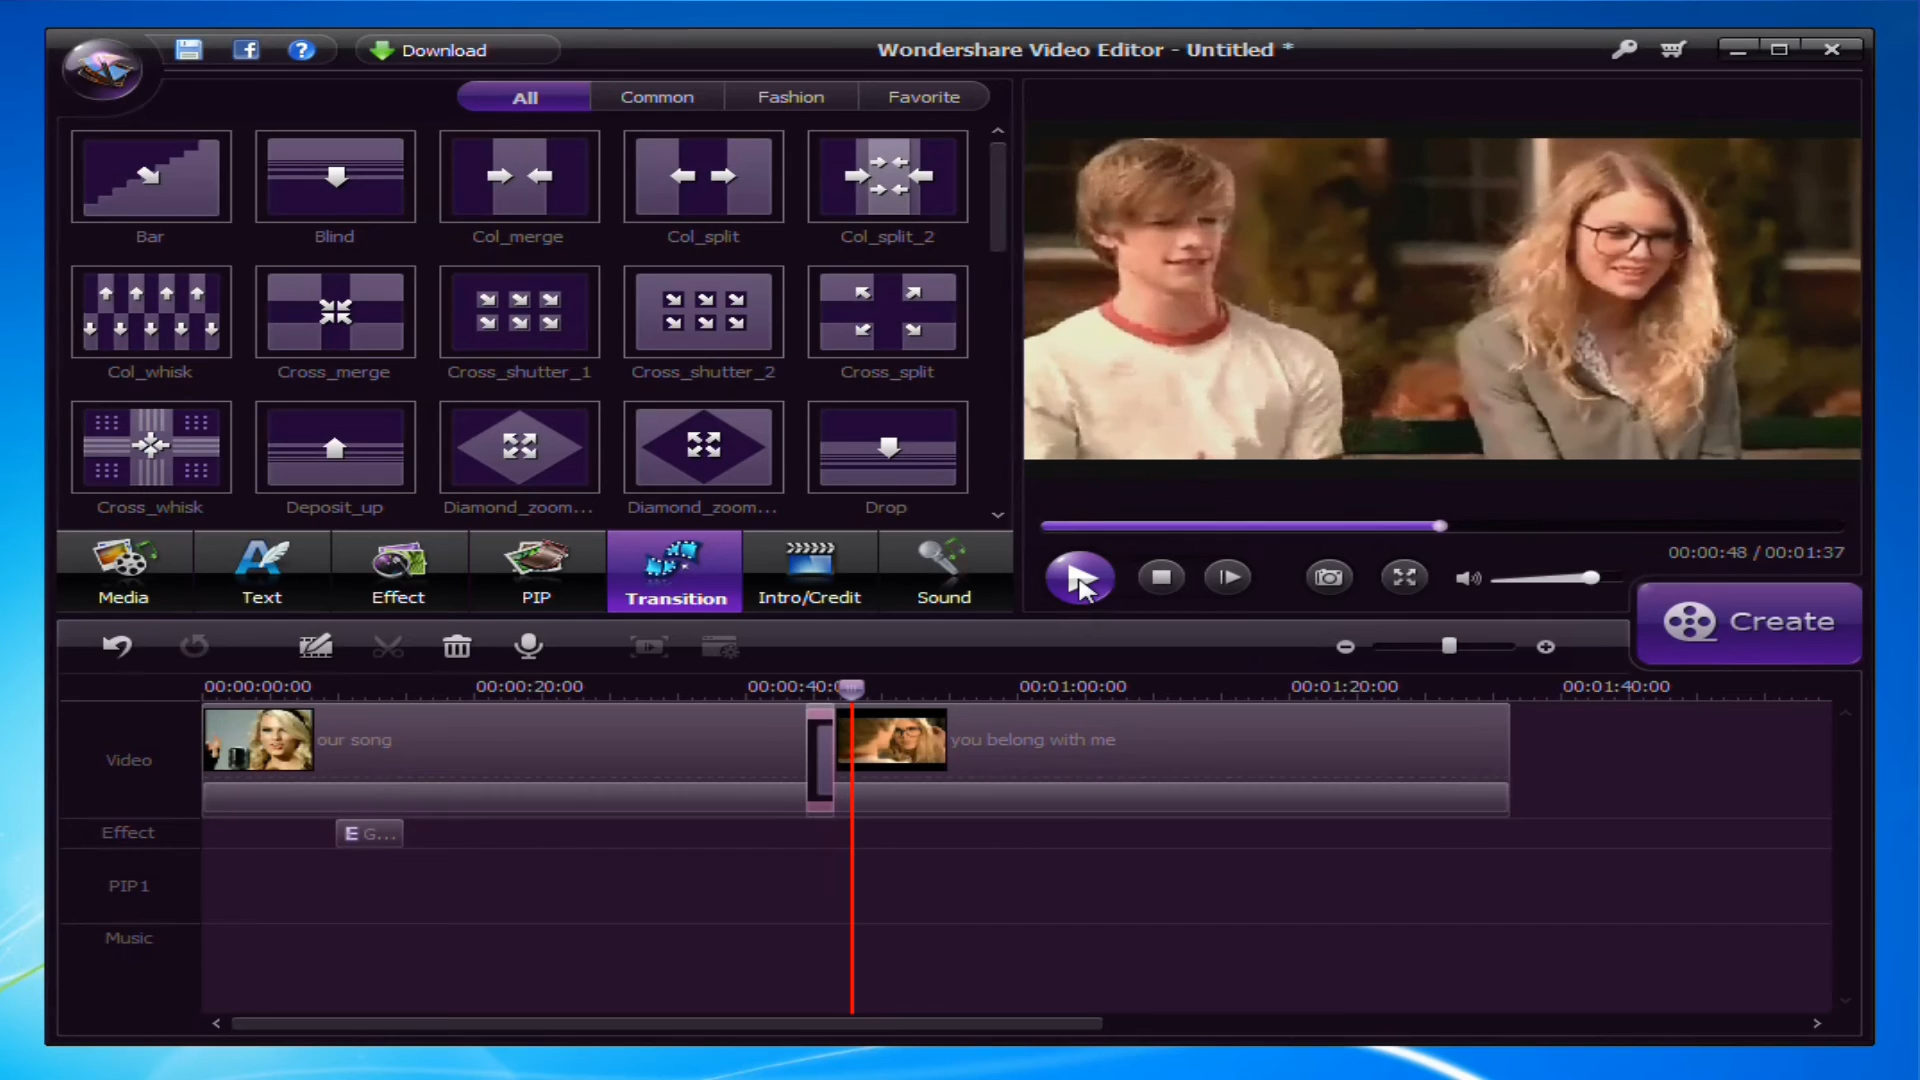 Download
Wondershare Video Editor - Untitled *
All
Common
Fashion
Favorite
Bar
Blind
Col_merge
Col_split
Col_split_2
Col_whisk
Cross_merge
Cross_shutter_1
Cross_shutter_2
Cross_split
Cross_whisk
Deposit_up
Diamond_zoom...
Diamond_zoom...
Drop
00:00:48 / 00:01:37
Media
Text
Effect
PIP
Transition
Intro/Credit
Sound
Create
00:00:00:00
00:00:20:00
00:00:40:0
00:01:00:00
00:01:20:00
00:01:40:00
Video
our song
you belong with me
Effect
E G...
PIP1
Music